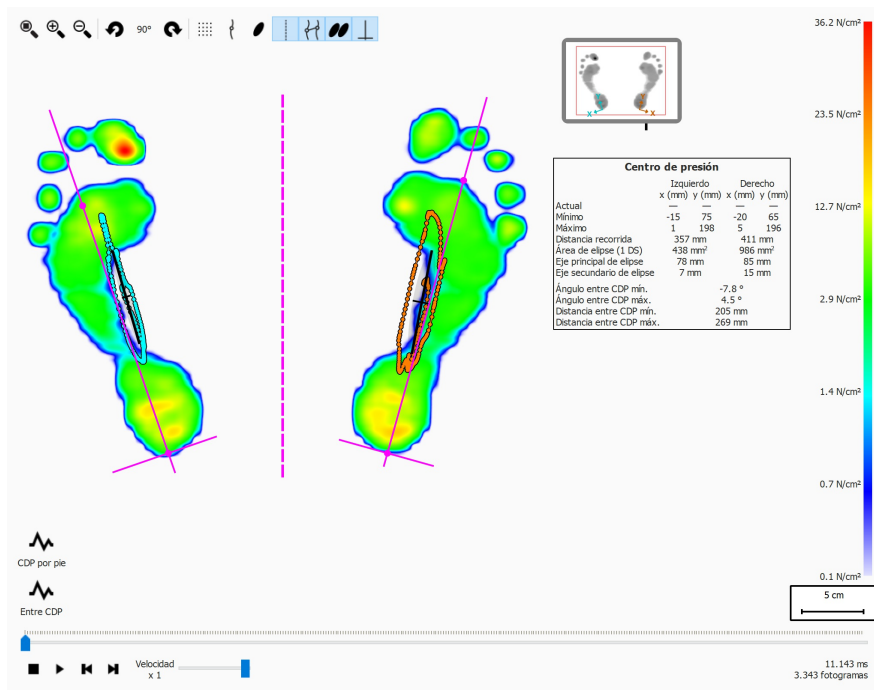 90°
36.2 N/cm²
23.5 N/cm²
12.7 N/cm²
2.9 N/cm²
1.4 N/cm²
0.7 N/cm²
0.1 N/cm²
x x
Centro de presión
Izquierdo Derecho
x (mm) y (mm) x (mm) y (mm)
Actual — — — —
Mínimo -15 75 -20 65
Máximo 1 198 5 196
Distancia recorrida 357 mm 411 mm
Área de elipse (1 DS) 438 mm² 986 mm²
Eje principal de elipse 78 mm 85 mm
Eje secundario de elipse 7 mm 15 mm
Ángulo entre CDP mín. -7.8 °
Ángulo entre CDP máx. 4.5 °
Distancia entre CDP mín. 205 mm
Distancia entre CDP máx. 269 mm
CDP por pie
Entre CDP
5 cm
Velocidad
x 1
11.143 ms
3.343 fotogramas